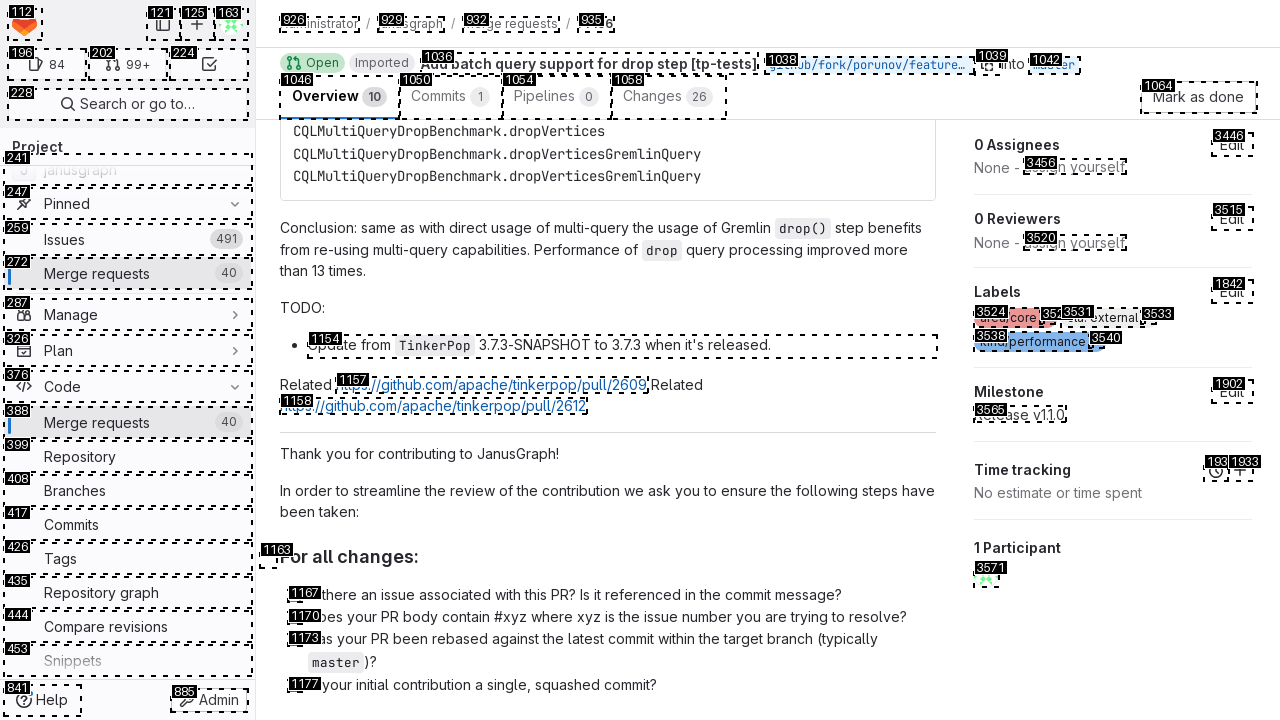 112
121
125
163
196
84
202
99+
224
228
Search or go to…
Project
241
janusgraph
247
Pinned
259
Issues
491
272
Merge requests
40
287
Manage
326
Plan
376
Code
388
Merge requests
40
399
Repository
408
Branches
417
Commits
426
Tags
435
Repository graph
444
Compare revisions
453
Snippets
841
Help
885
Admin
926
929
932
935
/
/
/
Open
Imported
1036
Add batch query support for drop step [tp-tests]
1038
github/fork/porunov/feature…
1039
into
1042
master
1046
Overview 10
1050
Commits 1
1054
Pipelines 0
1058
Changes 26
1064
Mark as done
CQLMultiQueryDropBenchmark.dropVertices
CQLMultiQueryDropBenchmark.dropVerticesGremlinQuery
CQLMultiQueryDropBenchmark.dropVerticesGremlinQuery
Conclusion: same as with direct usage of multi-query the usage of Gremlin drop() step benefits
from re-using multi-query capabilities. Performance of drop query processing improved more
than 13 times.
TODO:
1154
Update from TinkerPop 3.7.3-SNAPSHOT to 3.7.3 when it's released.
Related 1157 https://github.com/apache/tinkerpop/pull/2609 Related
1158 https://github.com/apache/tinkerpop/pull/2612
Thank you for contributing to JanusGraph!
In order to streamline the review of the contribution we ask you to ensure the following steps have
been taken:
1163
For all changes:
1167 there an issue associated with this PR? Is it referenced in the commit message?
1170 Does your PR body contain #xyz where xyz is the issue number you are trying to resolve?
1173 Has your PR been rebased against the latest commit within the target branch (typically
master)?
1177 your initial contribution a single, squashed commit?
0 Assignees
3446
Edit
None - 3456 assign yourself
0 Reviewers
3515
Edit
None - 3520 assign yourself
Labels
1842
Edit
3524
area/core
352
3531
cla: external
3533
3538
kind/performance
3540
Milestone
1902
Edit
3565
Release v1.1.0
Time tracking
193
1933
No estimate or time spent
1 Participant
3571